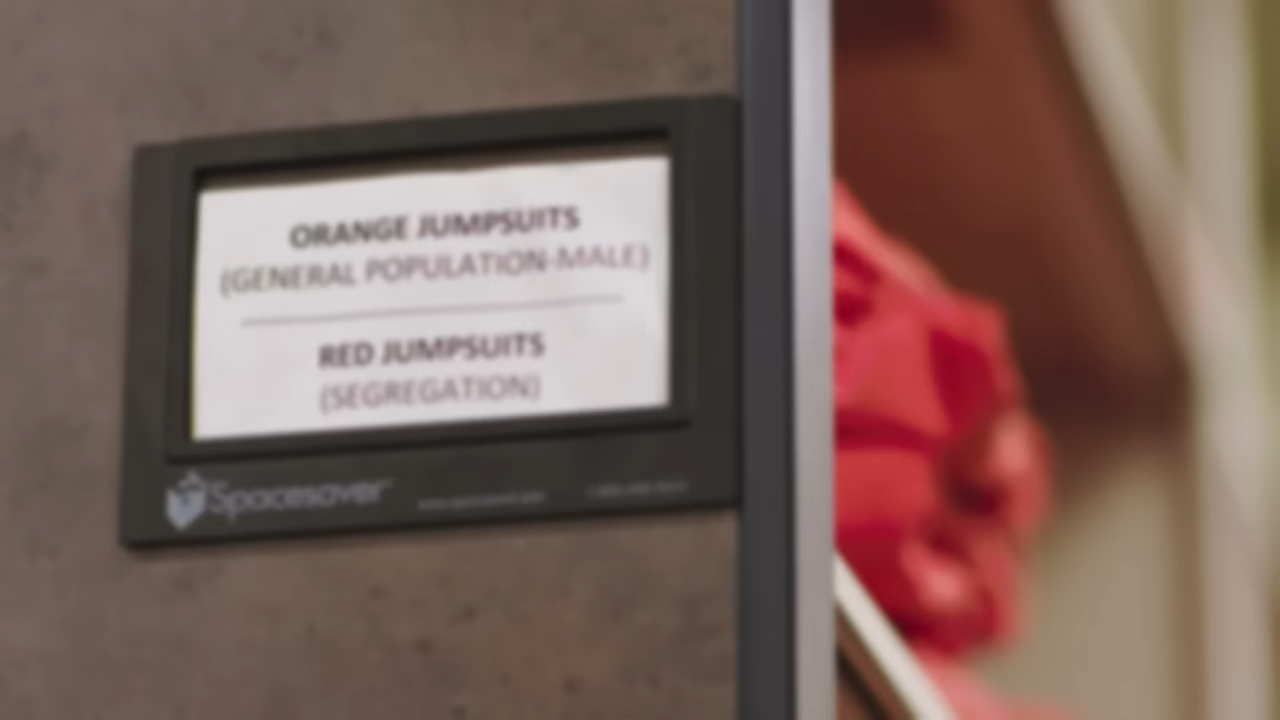 ORANGE JUMPSUITS
(GENERAL POPULATION-MALE)
RED JUMPSUITS
(SEGREGATION)
Spacesaver